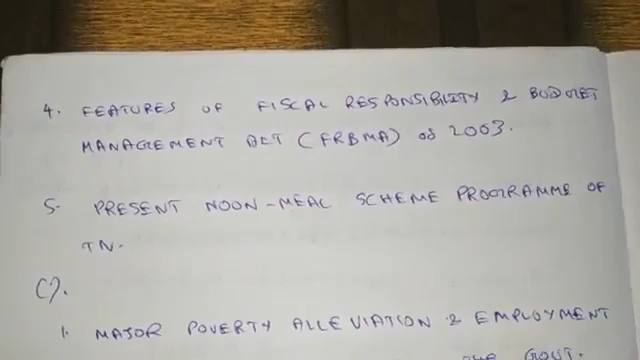 4. FEATURES OF FISCAL RESPONSIBILITY & BUDGET
MANAGEMENT ACT (FRBMA) of 2003.
5. PRESENT NOON-MEAL SCHEME PROGRAMME OF
TN.
C).
1. MAJOR POVERTY ALLEVIATION & EMPLOYMENT
GOVT.